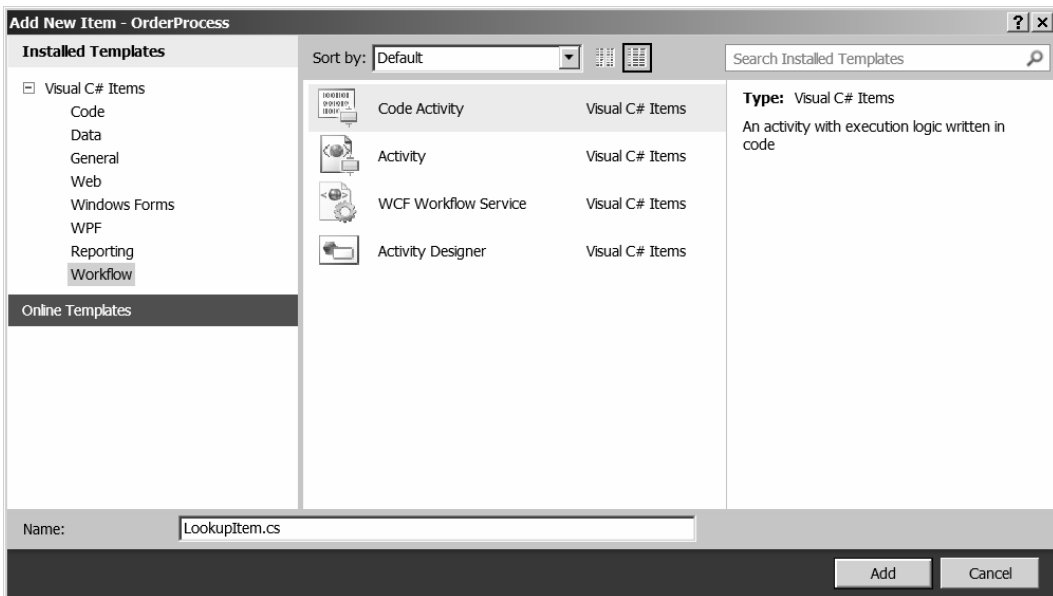 Add New Item - OrderProcess
Installed Templates
Visual C# Items
Code
Data
General
Web
Windows Forms
WPF
Reporting
Workflow
Online Templates
Sort by: Default
Search Installed Templates
Code Activity Visual C# Items
Activity Visual C# Items
WCF Workflow Service Visual C# Items
Activity Designer Visual C# Items
Type: Visual C# Items
An activity with execution logic written in
code
Name: LookupItem.cs
Add Cancel